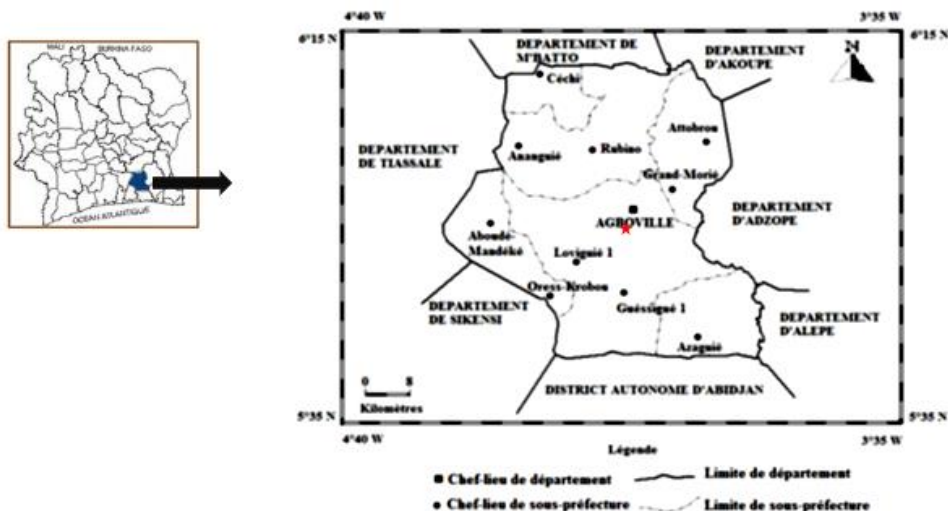 MALI
BURKINA FASO
OCEAN ATLANTIQUE
4°40 W
3°35 W
6°15 N
6°15 N
DEPARTEMENT DE
M'BATTO
DEPARTEMENT
D'AKOUPE
N
Céchi
Attobrou
DEPARTEMENT
DE TIASSALE
Ananguié
Rubino
Grand-Morié
DEPARTEMENT
D'ADZOPE
AGBOVILLE
Aboudé-
Mandéké
Loviguié 1
Oress-Krobou
DEPARTEMENT
DE SIKENSI
Guéssiguié 1
DEPARTEMENT
D'ALEPE
Azaguié
0 8
Kilomètres
DISTRICT AUTONOME D'ABIDJAN
5°35 N
5°35 N
4°40 W
3°35 W
Légende
Chef-lieu de département
Limite de département
Chef-lieu de sous-préfecture
Limite de sous-préfecture